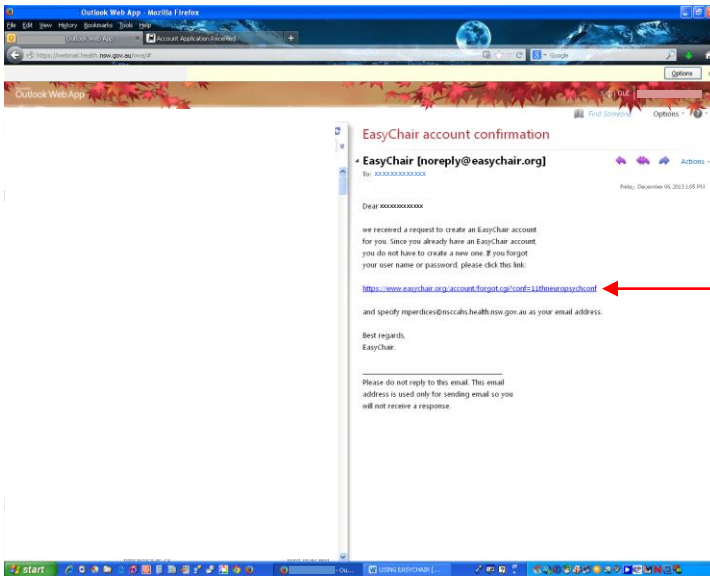 Outlook Web App - Mozilla Firefox
File Edit View History Bookmarks Tools Help
Outlook Web App
Account Application Received
https://webmail.health.nsw.gov.au/owa/#
Google
Options
Outlook Web App
sign out
Find Someone Options
EasyChair account confirmation
EasyChair [noreply@easychair.org]
To: xxxxxxxxxxxxx
Actions
Friday, December 06, 2013 1:05 PM
Dear xxxxxxxxxxxxx
we received a request to create an EasyChair account
for you. Since you already have an EasyChair account,
you do not have to create a new one. If you forgot
your user name or password, please click this link:
https://www.easychair.org/account/forgot.cgi?conf=11thneuropsychconf
and specify mperdices@nsccahs.health.nsw.gov.au as your email address.
Best regards,
EasyChair.
Please do not reply to this email. This email
address is used only for sending email so you
will not receive a response.
start
- Ou...
USING EASYCHAIR [...